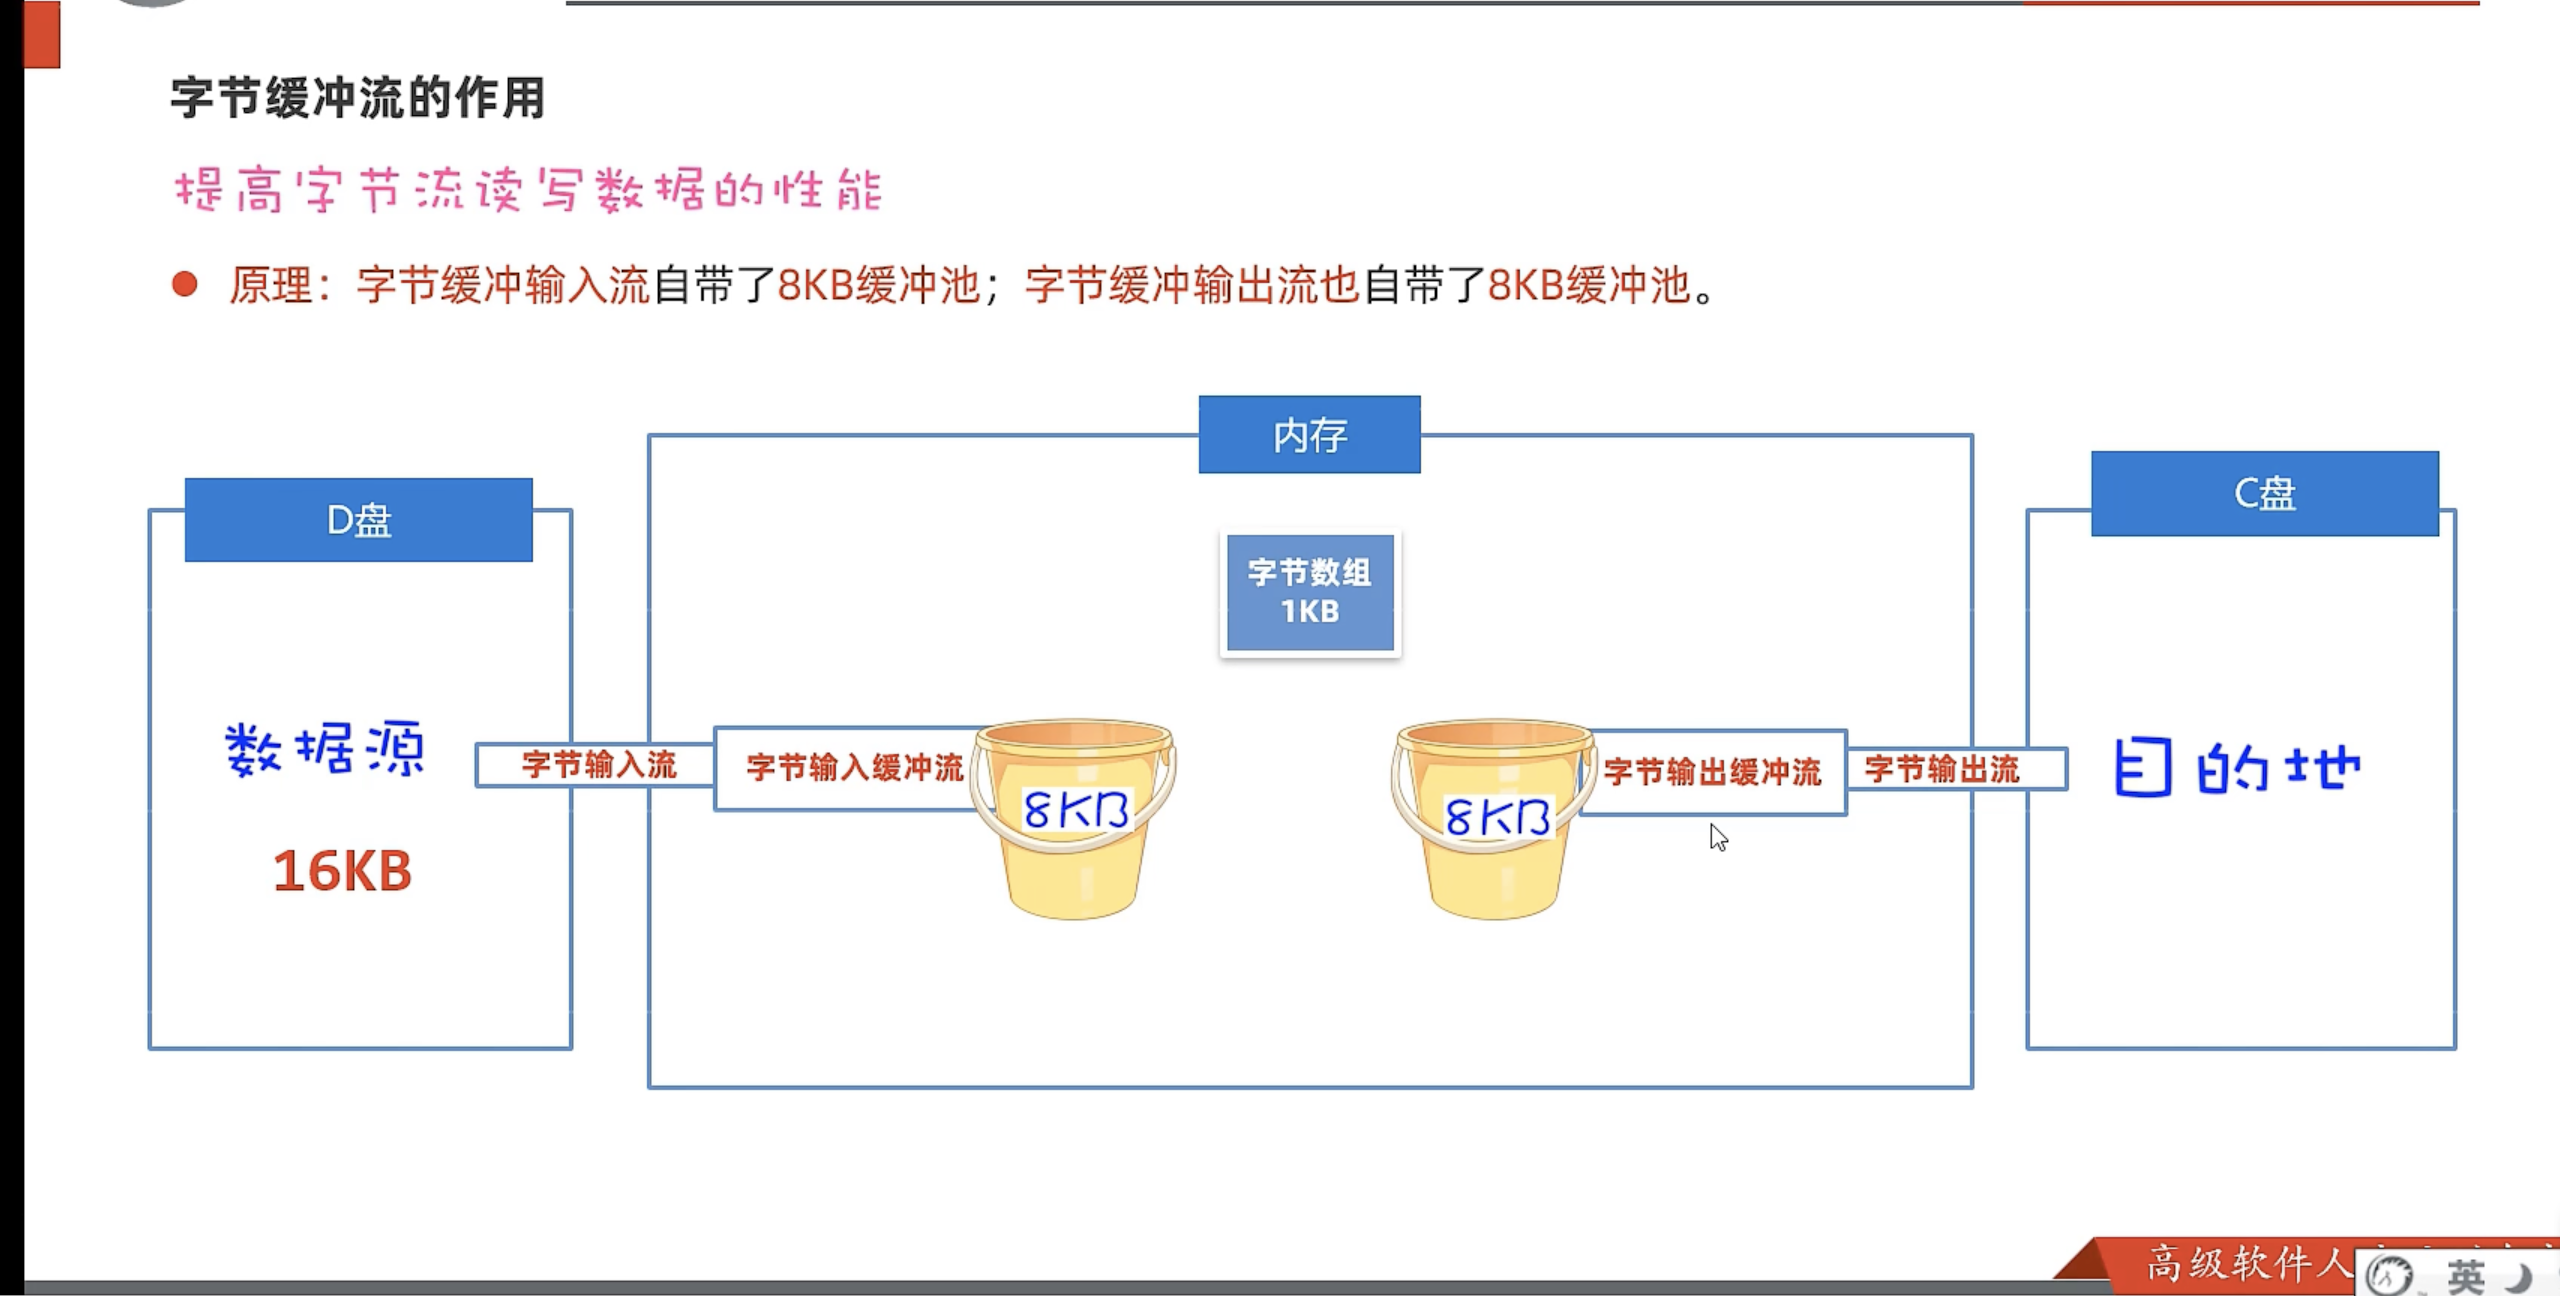 字节缓冲流的作用
提高字节流读写数据的性能
原理：字节缓冲输入流自带了8KB缓冲池；字节缓冲输出流也自带了8KB缓冲池。
内存
D盘
C盘
字节数组
1KB
数据源
16KB
字节输入流
字节输入缓冲流
8KB
8KB
字节输出缓冲流
字节输出流
目的地
高级软件人
英